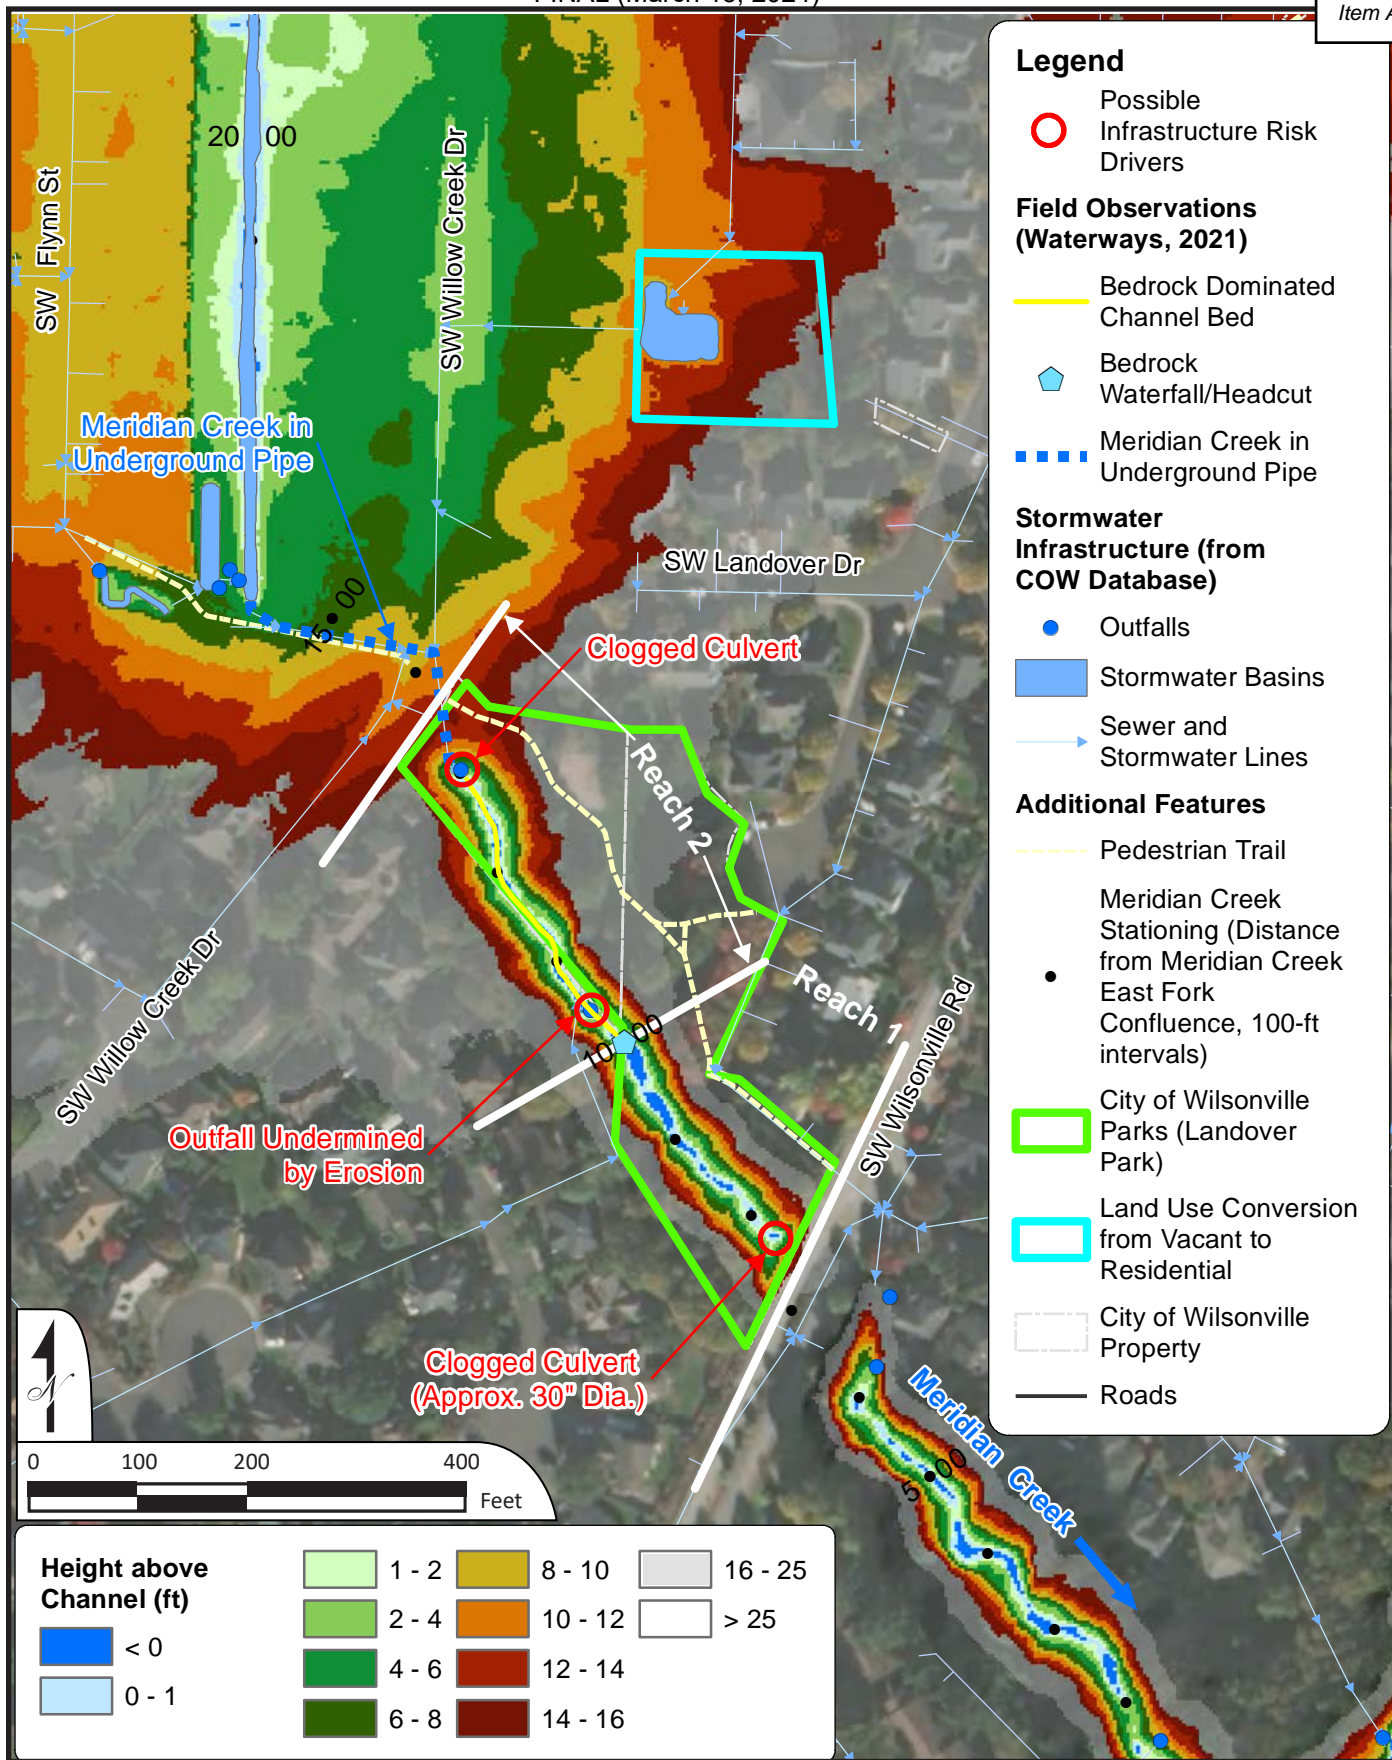 Item A
20 00
SW Flynn St
SW Willow Creek Dr
Meridian Creek in
Underground Pipe
SW Landover Dr
15 00
Clogged Culvert
Reach 2
Reach 1
SW Wilsonville Rd
SW Willow Creek Dr
10 00
Outfall Undermined
by Erosion
Clogged Culvert
(Approx. 30" Dia.)
Meridian Creek
5 00
N
0 100 200 400
Feet
Legend
Possible
Infrastructure Risk
Drivers
Field Observations
(Waterways, 2021)
Bedrock Dominated
Channel Bed
Bedrock
Waterfall/Headcut
Meridian Creek in
Underground Pipe
Stormwater
Infrastructure (from
COW Database)
Outfalls
Stormwater Basins
Sewer and
Stormwater Lines
Additional Features
Pedestrian Trail
Meridian Creek
Stationing (Distance
from Meridian Creek
East Fork
Confluence, 100-ft
intervals)
City of Wilsonville
Parks (Landover
Park)
Land Use Conversion
from Vacant to
Residential
City of Wilsonville
Property
Roads
Height above
Channel (ft)
< 0
0 - 1
1 - 2
2 - 4
4 - 6
6 - 8
8 - 10
10 - 12
12 - 14
14 - 16
16 - 25
> 25